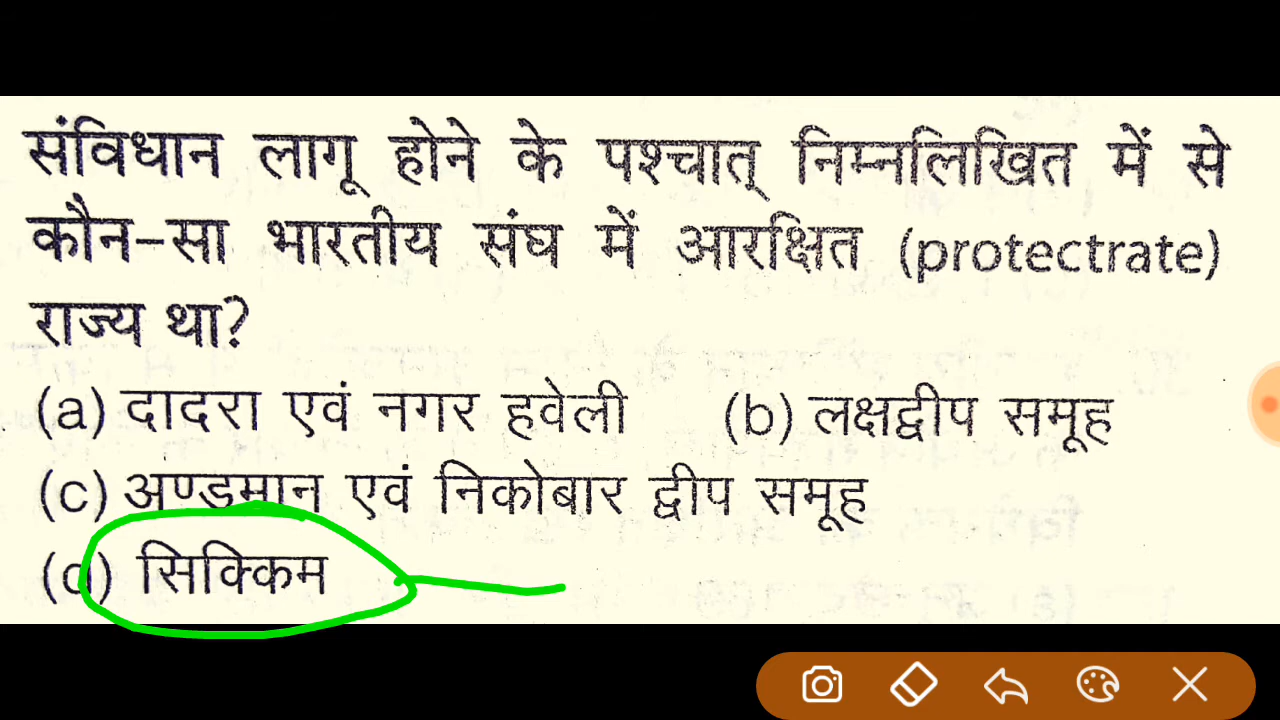 संविधान लागू होने के पश्चात् निम्नलिखित में से
कौन-सा भारतीय संघ में आरक्षित (protectrate)
राज्य था?
(a) दादरा एवं नगर हवेली (b) लक्षद्वीप समूह
(c) अण्डमान एवं निकोबार द्वीप समूह
(d) सिक्किम